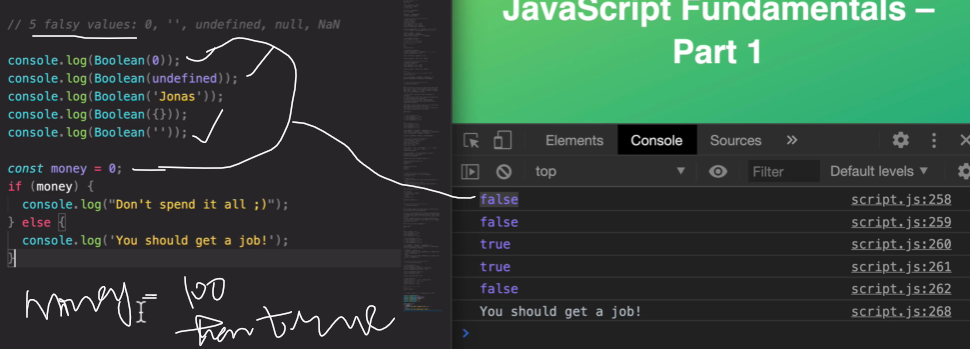 // 5 falsy values: 0, '', undefined, null, NaN
console.log(Boolean(0));
console.log(Boolean(undefined));
console.log(Boolean('Jonas'));
console.log(Boolean({}));
console.log(Boolean(''));
const money = 0;
if (money) {
console.log("Don't spend it all ;)");
} else {
console.log('You should get a job!');
}
money = 100
true
JavaScript Fundamentals –
Part 1
Elements Console Sources »
top Filter Default levels ▼
false script.js:258
false script.js:259
true script.js:260
true script.js:261
false script.js:262
You should get a job! script.js:268
>